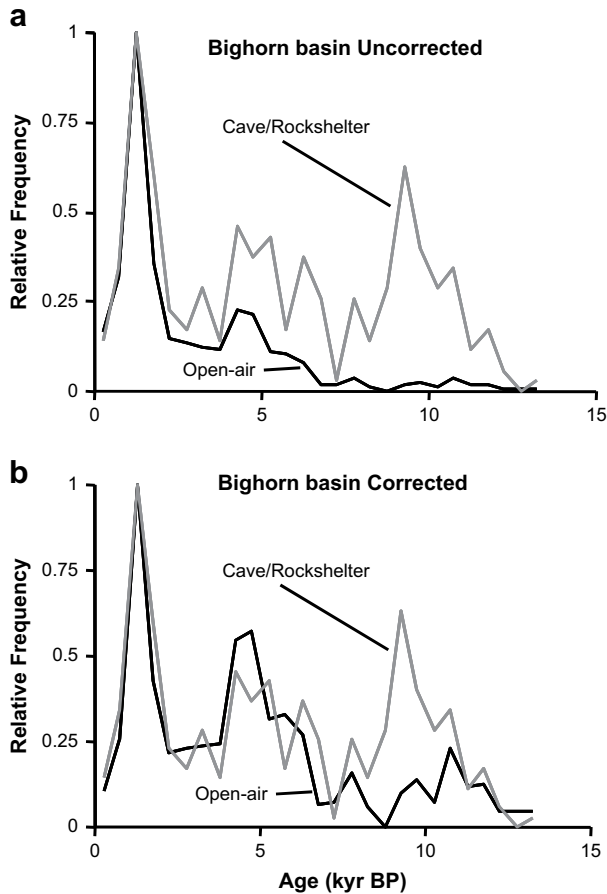 a
Bighorn basin Uncorrected
1
0.75
0.5
0.25
0
Relative Frequency
Cave/Rockshelter
Open-air
0 5 10 15
b
Bighorn basin Corrected
1
0.75
0.5
0.25
0
Relative Frequency
Cave/Rockshelter
Open-air
0 5 10 15
Age (kyr BP)